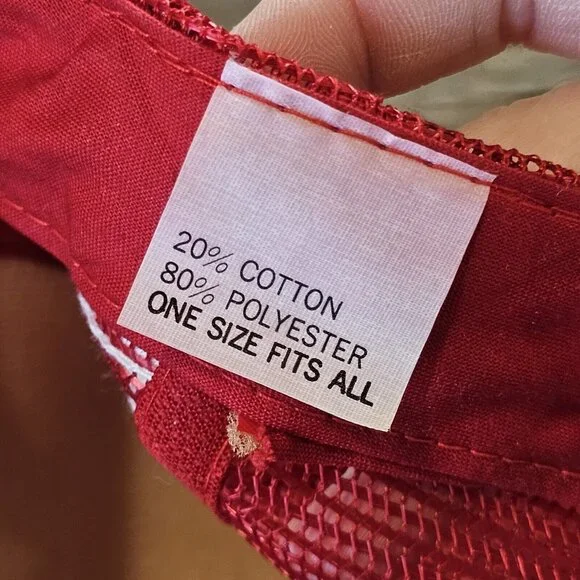 20% COTTON
80% POLYESTER
ONE SIZE FITS ALL